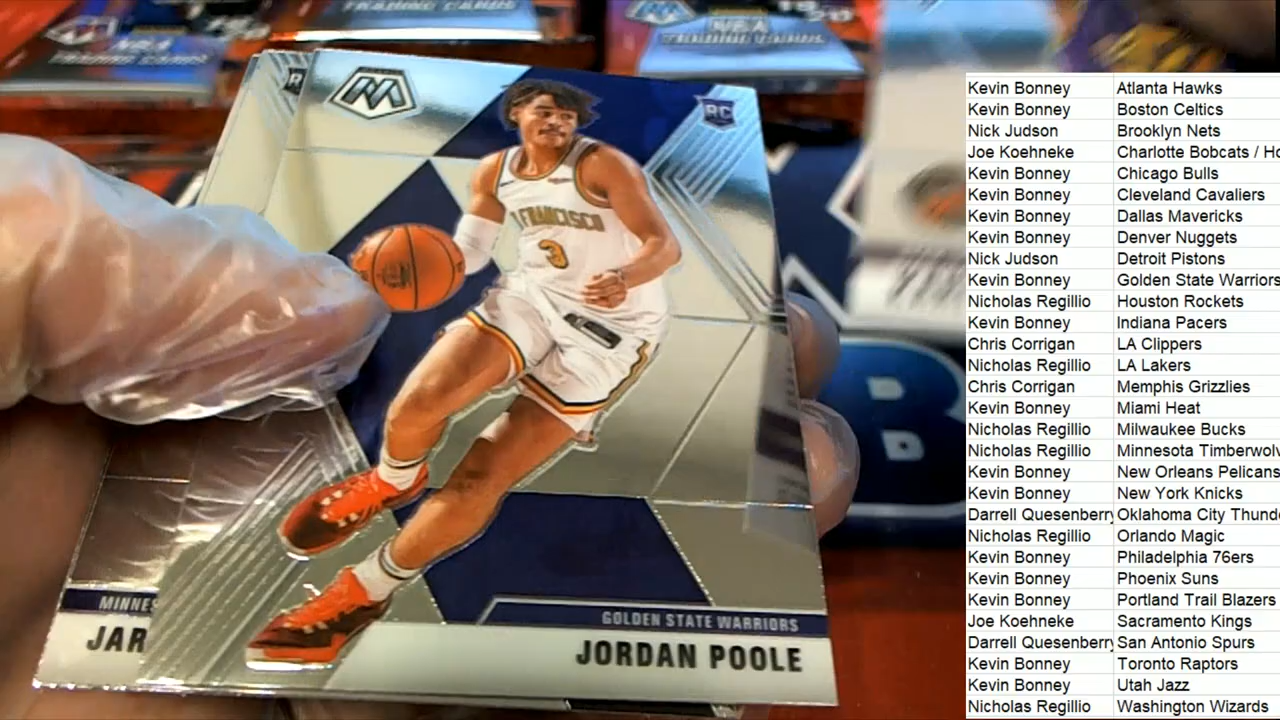 NBA
TRADING CARDS
TRADING CARDS
19-20
NBA
TRADING CARDS
R
RC
FRANCISCO
3
MINNES
JAR
GOLDEN STATE WARRIORS
JORDAN POOLE
B
Kevin Bonney Atlanta Hawks
Kevin Bonney Boston Celtics
Nick Judson Brooklyn Nets
Joe Koehneke Charlotte Bobcats / Ho
Kevin Bonney Chicago Bulls
Kevin Bonney Cleveland Cavaliers
Kevin Bonney Dallas Mavericks
Kevin Bonney Denver Nuggets
Nick Judson Detroit Pistons
Kevin Bonney Golden State Warriors
Nicholas Regillio Houston Rockets
Kevin Bonney Indiana Pacers
Chris Corrigan LA Clippers
Nicholas Regillio LA Lakers
Chris Corrigan Memphis Grizzlies
Kevin Bonney Miami Heat
Nicholas Regillio Milwaukee Bucks
Nicholas Regillio Minnesota Timberwolv
Kevin Bonney New Orleans Pelicans
Kevin Bonney New York Knicks
Darrell Quesenberry Oklahoma City Thunde
Nicholas Regillio Orlando Magic
Kevin Bonney Philadelphia 76ers
Kevin Bonney Phoenix Suns
Kevin Bonney Portland Trail Blazers
Joe Koehneke Sacramento Kings
Darrell Quesenberry San Antonio Spurs
Kevin Bonney Toronto Raptors
Kevin Bonney Utah Jazz
Nicholas Regillio Washington Wizards